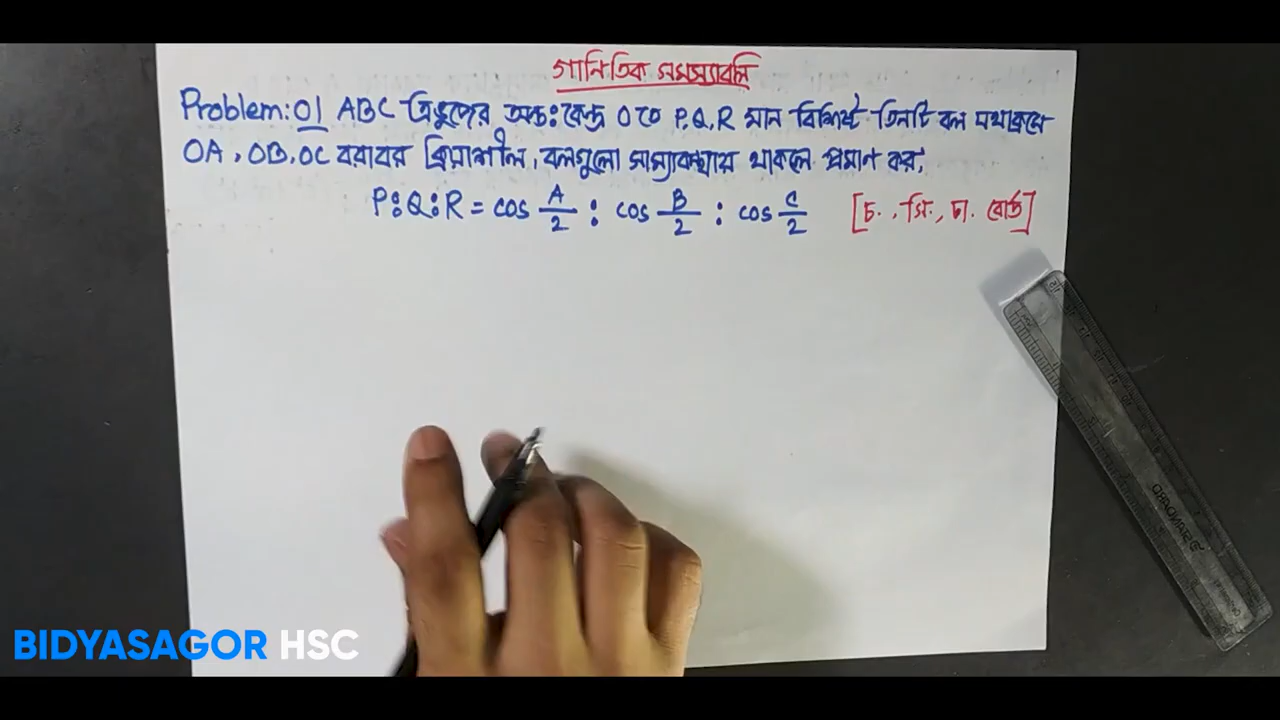 গানিতিক সমস্যাবলি
Problem: 01 ABC ত্রিভুজের অন্তঃকেন্দ্র O তে P, Q, R মান বিশিষ্ট তিনটি বল যথাক্রমে
OA, OB, OC বরাবর ক্রিয়াশীল, বলগুলো সাম্যাবস্থায় থাকলে প্রমাণ কর,
P:Q:R = cos A/2 : cos B/2 : cos C/2 [চ., সি., ঢা. বোর্ড]
STANDARD
BIDYASAGOR HSC